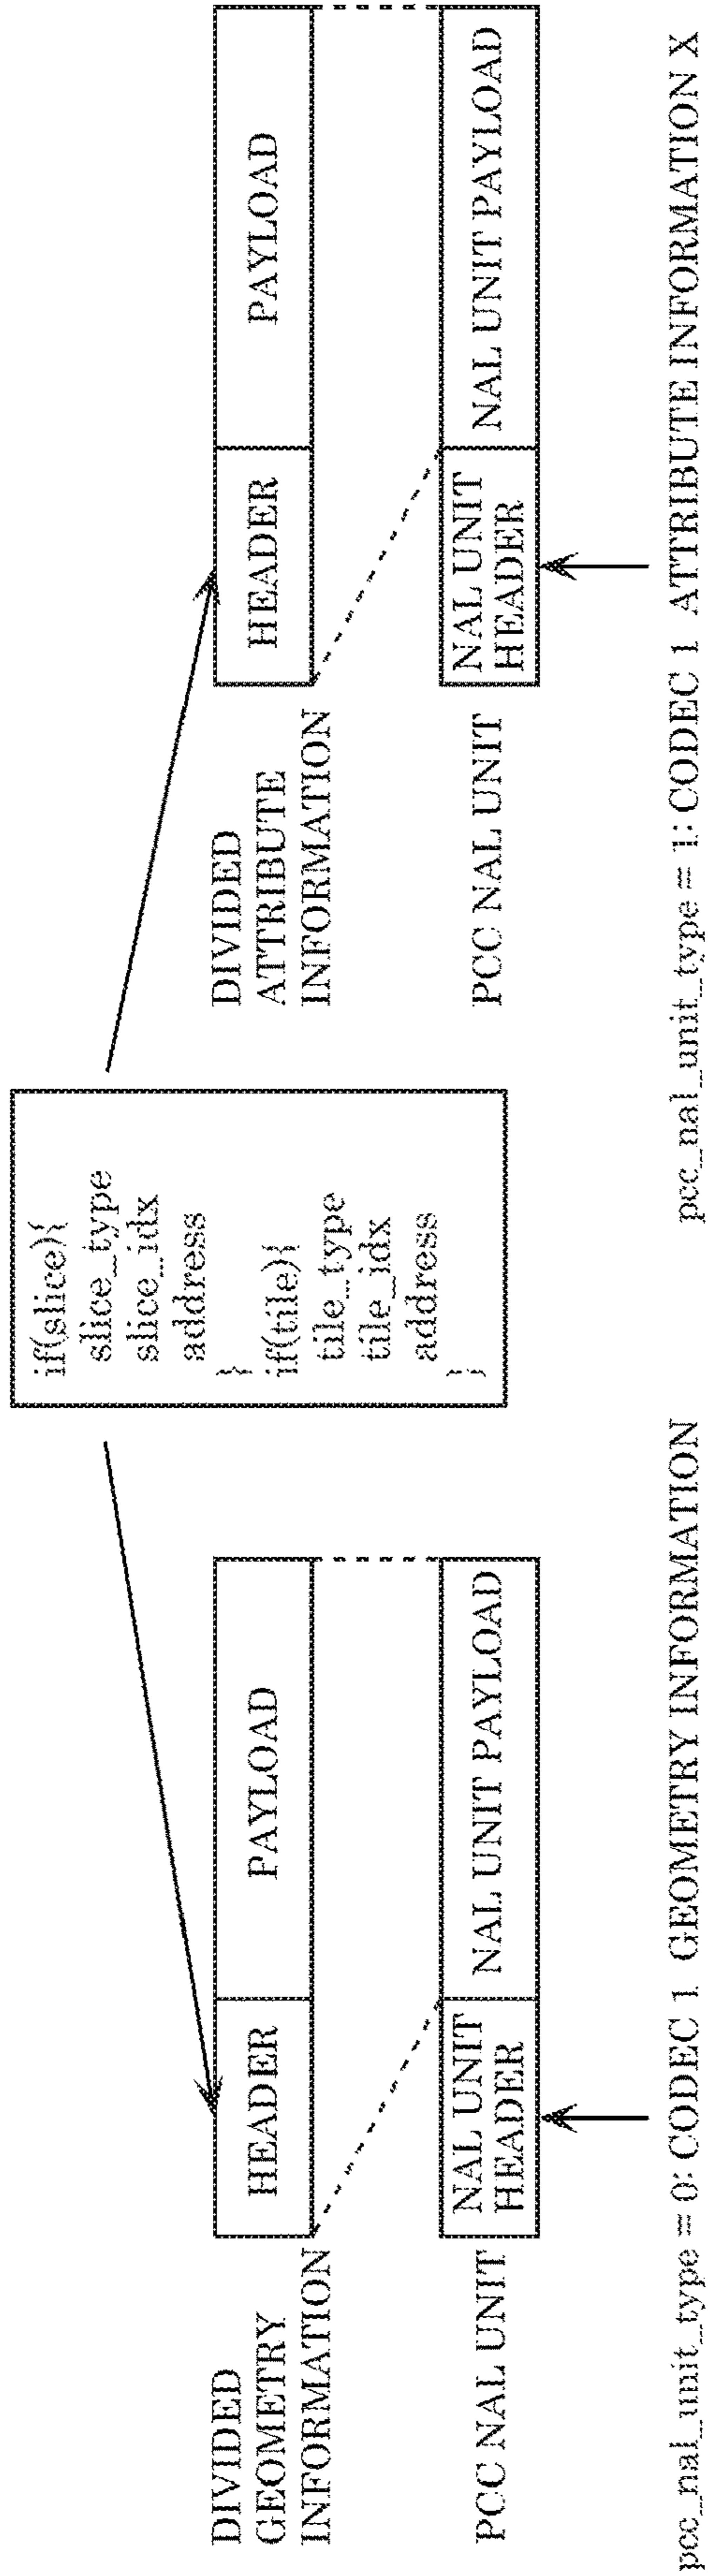 if(slice){
slice_type
slice_idx
address
}
if(tile){
tile_type
tile_idx
address
}
DIVIDED
GEOMETRY
INFORMATION
HEADER
PAYLOAD
PCC NAL UNIT
NAL UNIT
HEADER
NAL UNIT PAYLOAD
pcc_nal_unit_type = 0: CODEC 1 GEOMETRY INFORMATION
DIVIDED
ATTRIBUTE
INFORMATION
HEADER
PAYLOAD
PCC NAL UNIT
NAL UNIT
HEADER
NAL UNIT PAYLOAD
pcc_nal_unit_type = 1: CODEC 1 ATTRIBUTE INFORMATION X